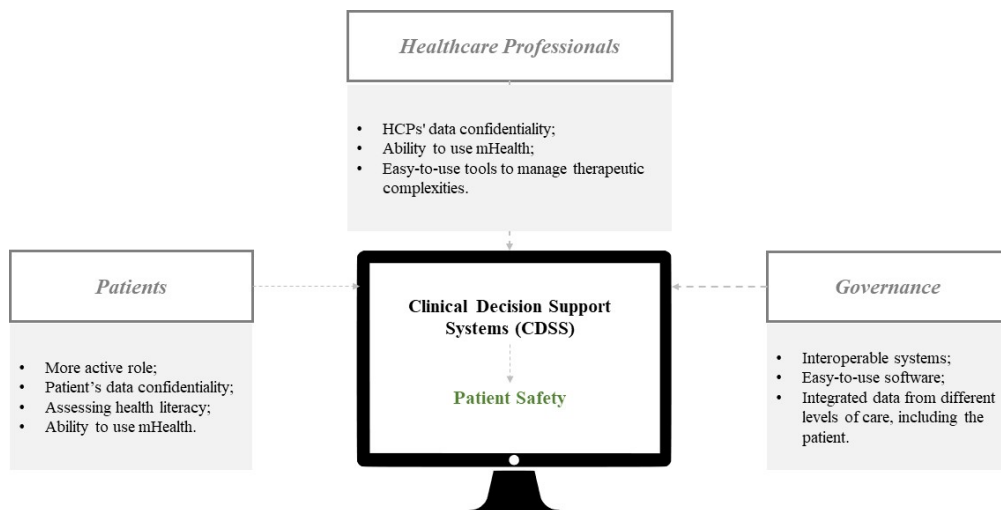 Healthcare Professionals
• HCPs' data confidentiality;
• Ability to use mHealth;
• Easy-to-use tools to manage therapeutic
complexities.
Patients
• More active role;
• Patient’s data confidentiality;
• Assessing health literacy;
• Ability to use mHealth.
Clinical Decision Support
Systems (CDSS)
Patient Safety
Governance
• Interoperable systems;
• Easy-to-use software;
• Integrated data from different
levels of care, including the
patient.